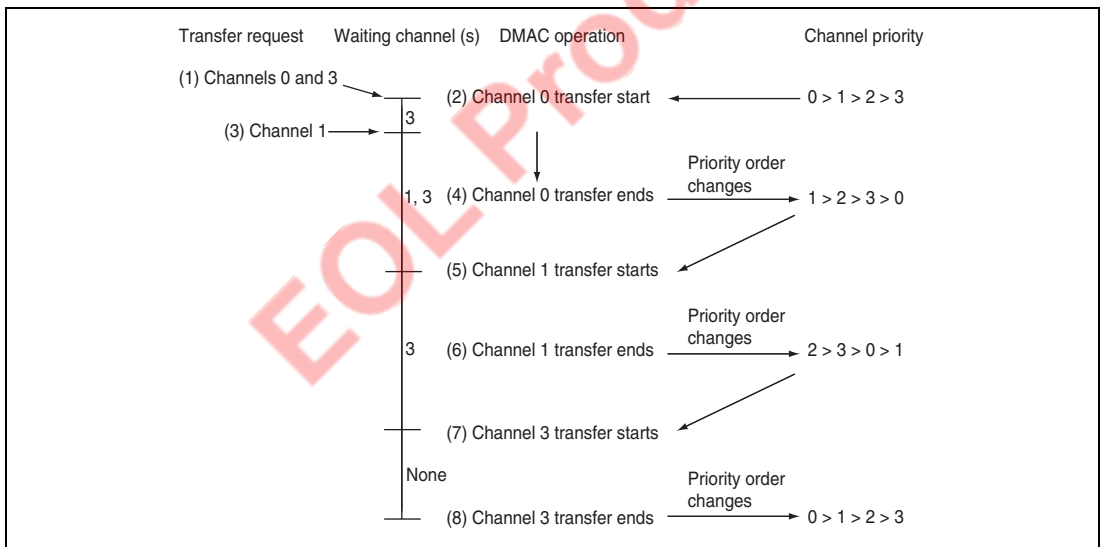 Transfer request Waiting channel (s) DMAC operation Channel priority
(1) Channels 0 and 3
(2) Channel 0 transfer start 0 > 1 > 2 > 3
3
(3) Channel 1
Priority order
changes
1, 3 (4) Channel 0 transfer ends 1 > 2 > 3 > 0
(5) Channel 1 transfer starts
Priority order
changes
3 (6) Channel 1 transfer ends 2 > 3 > 0 > 1
(7) Channel 3 transfer starts
None
Priority order
changes
(8) Channel 3 transfer ends 0 > 1 > 2 > 3
EOL